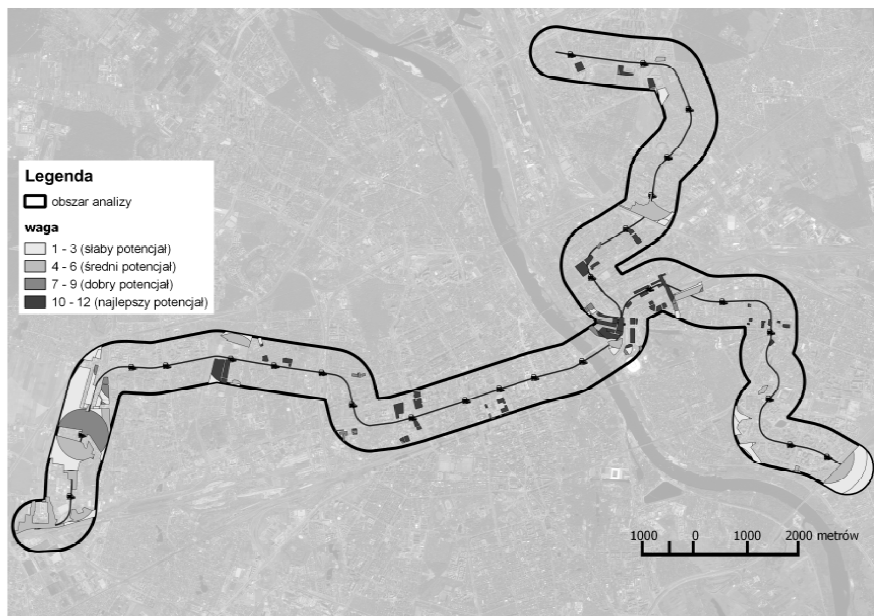 Legenda
obszar analizy
waga
1 - 3 (słaby potencjał)
4 - 6 (średni potencjał)
7 - 9 (dobry potencjał)
10 - 12 (najlepszy potencjał)
1000 0 1000 2000 metrów